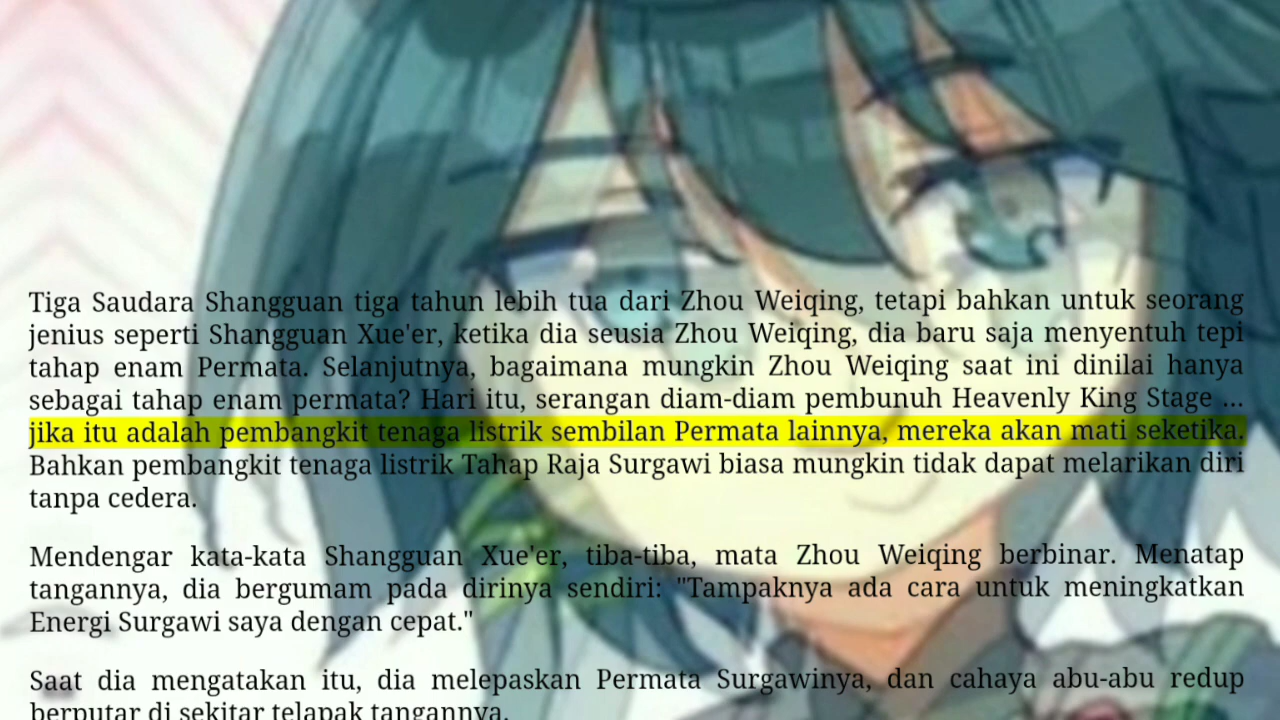 Tiga Saudara Shangguan tiga tahun lebih tua dari Zhou Weiqing, tetapi bahkan untuk seorang
jenius seperti Shangguan Xue'er, ketika dia seusia Zhou Weiqing, dia baru saja menyentuh tepi
tahap enam Permata. Selanjutnya, bagaimana mungkin Zhou Weiqing saat ini dinilai hanya
sebagai tahap enam permata? Hari itu, serangan diam-diam pembunuh Heavenly King Stage ...
jika itu adalah pembangkit tenaga listrik sembilan Permata lainnya, mereka akan mati seketika.
Bahkan pembangkit tenaga listrik Tahap Raja Surgawi biasa mungkin tidak dapat melarikan diri
tanpa cedera.
Mendengar kata-kata Shangguan Xue'er, tiba-tiba, mata Zhou Weiqing berbinar. Menatap
tangannya, dia bergumam pada dirinya sendiri: "Tampaknya ada cara untuk meningkatkan
Energi Surgawi saya dengan cepat."
Saat dia mengatakan itu, dia melepaskan Permata Surgawinya, dan cahaya abu-abu redup
berputar di sekitar telapak tangannya.